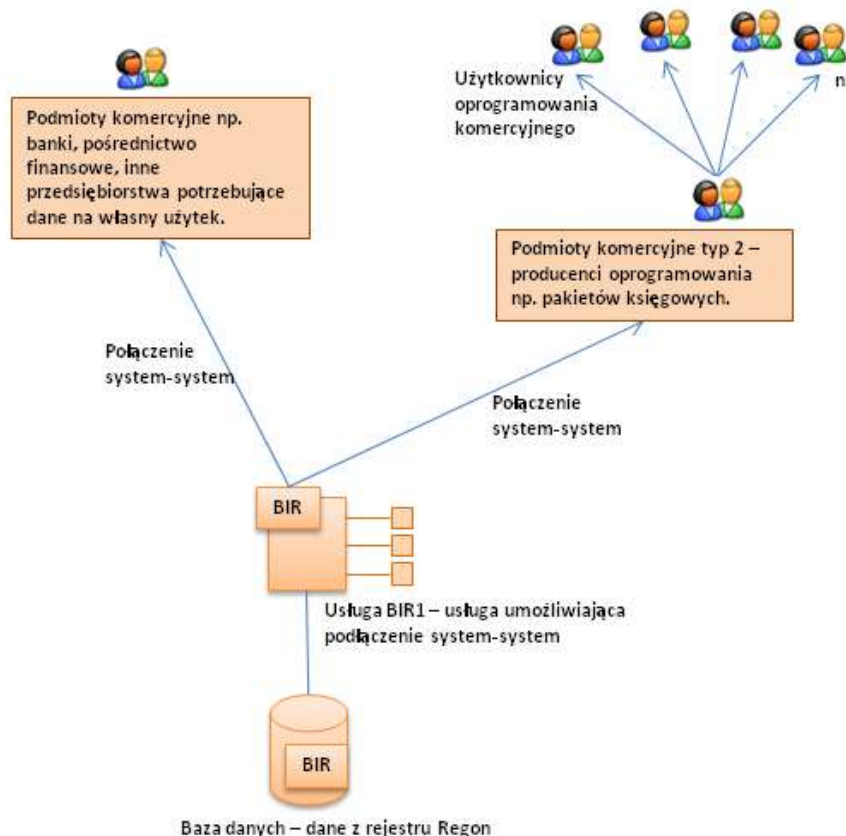 Użytkownicy
oprogramowania
komercyjnego
n
Podmioty komercyjne np.
banki, pośrednictwo
finansowe, inne
przedsiębiorstwa potrzebujące
dane na własny użytek.
Podmioty komercyjne typ 2 –
producenci oprogramowania
np. pakietów księgowych.
Połączenie
system-system
Połączenie
system-system
BIR
Usługa BIR1 – usługa umożliwiająca
podłączenie system-system
BIR
Baza danych – dane z rejestru Regon